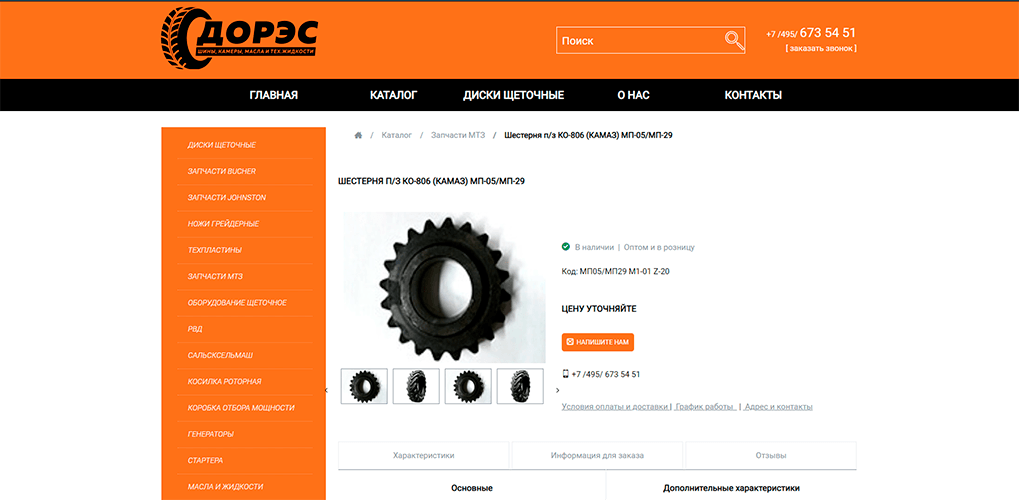 ДОРЭС
ШИНЫ, КАМЕРЫ, МАСЛА И ТЕХ.ЖИДКОСТИ
Поиск
+7 /495/ 673 54 51
[ заказать звонок ]
ГЛАВНАЯ КАТАЛОГ ДИСКИ ЩЕТОЧНЫЕ О НАС КОНТАКТЫ
/ Каталог / Запчасти МТЗ / Шестерня п/з КО-806 (КАМАЗ) МП-05/МП-29
ДИСКИ ЩЕТОЧНЫЕ
ЗАПЧАСТИ BUCHER
ЗАПЧАСТИ JOHNSTON
НОЖИ ГРЕЙДЕРНЫЕ
ТЕХПЛАСТИНЫ
ЗАПЧАСТИ МТЗ
ОБОРУДОВАНИЕ ЩЕТОЧНОЕ
РВД
САЛЬСКСЕЛЬМАШ
КОСИЛКА РОТОРНАЯ
КОРОБКА ОТБОРА МОЩНОСТИ
ГЕНЕРАТОРЫ
СТАРТЕРА
МАСЛА И ЖИДКОСТИ
ШЕСТЕРНЯ П/З КО-806 (КАМАЗ) МП-05/МП-29
В наличии | Оптом и в розницу
Код: МП05/МП29 М1-01 Z-20
ЦЕНУ УТОЧНЯЙТЕ
НАПИШИТЕ НАМ
+7 /495/ 673 54 51
Условия оплаты и доставки | График работы | Адрес и контакты
Характеристики Информация для заказа Отзывы
Основные Дополнительные характеристики